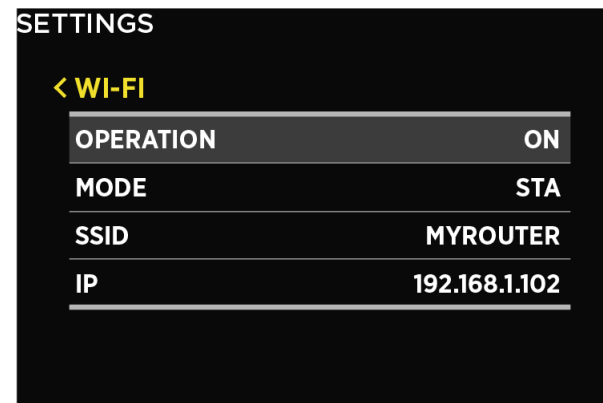 SETTINGS
< WI-FI
OPERATION ON
MODE STA
SSID MYROUTER
IP 192.168.1.102